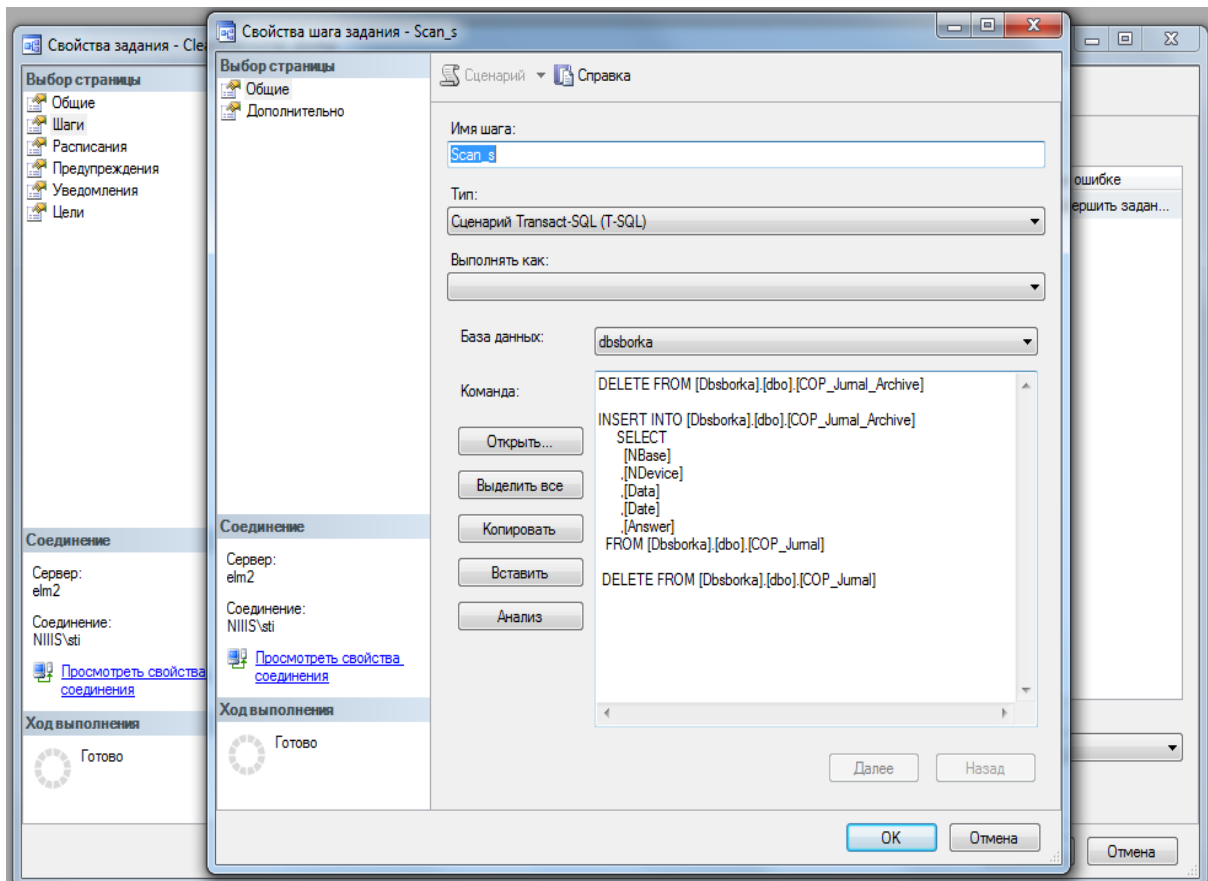 Свойства задания - Clea
Выбор страницы
Общие
Шаги
Расписания
Предупреждения
Уведомления
Цели
Соединение
Сервер:
elm2
Соединение:
NIIIS\sti
Просмотреть свойства
соединения
Ход выполнения
Готово
Свойства шага задания - Scan_s
Выбор страницы
Общие
Дополнительно
Соединение
Сервер:
elm2
Соединение:
NIIIS\sti
Просмотреть свойства
соединения
Ход выполнения
Готово
Сценарий Справка
Имя шага:
Scan_s
Тип:
Сценарий Transact-SQL (T-SQL)
Выполнять как:
База данных:
dbsborka
Команда:
Открыть...
Выделить все
Копировать
Вставить
Анализ
DELETE FROM [Dbsborka].[dbo].[COP_Jurnal_Archive]
INSERT INTO [Dbsborka].[dbo].[COP_Jurnal_Archive]
SELECT
[NBase]
,[NDevice]
,[Data]
,[Date]
,[Answer]
FROM [Dbsborka].[dbo].[COP_Jurnal]
DELETE FROM [Dbsborka].[dbo].[COP_Jurnal]
Далее Назад
OK Отмена
ошибке
ершить задан...
Отмена